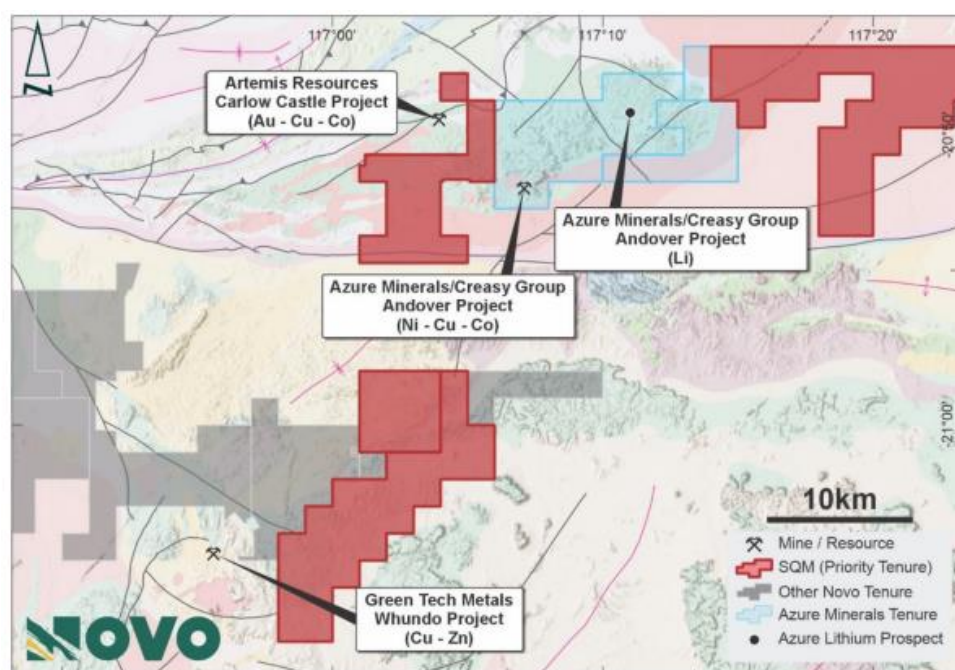 117°00'
117°10'
117°20'
N
Artemis Resources
Carlow Castle Project
(Au - Cu - Co)
-20°50'
Azure Minerals/Creasy Group
Andover Project
(Li)
Azure Minerals/Creasy Group
Andover Project
(Ni - Cu - Co)
-21°00'
10km
Mine / Resource
SQM (Priority Tenure)
Other Novo Tenure
Azure Minerals Tenure
Azure Lithium Prospect
Green Tech Metals
Whundo Project
(Cu - Zn)
NOVO